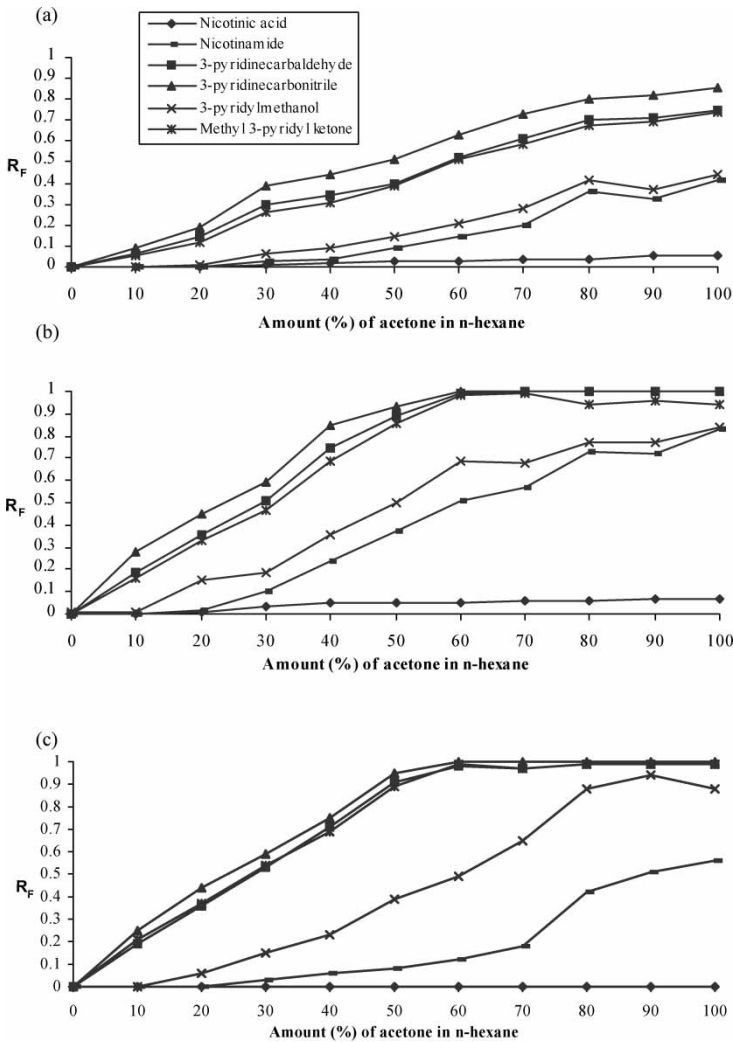 (a)
Nicotinic acid
Nicotinamide
3-pyridinecarbaldehyde
3-pyridinecarbonitrile
3-pyridylmethanol
Methyl 3-pyridyl ketone
1
0.9
0.8
0.7
0.6
0.5
0.4
0.3
0.2
0.1
0
RF
0 10 20 30 40 50 60 70 80 90 100
Amount (%) of acetone in n-hexane
(b)
1
0.9
0.8
0.7
0.6
0.5
0.4
0.3
0.2
0.1
0
RF
0 10 20 30 40 50 60 70 80 90 100
Amount (%) of acetone in n-hexane
(c)
1
0.9
0.8
0.7
0.6
0.5
0.4
0.3
0.2
0.1
0
RF
0 10 20 30 40 50 60 70 80 90 100
Amount (%) of acetone in n-hexane